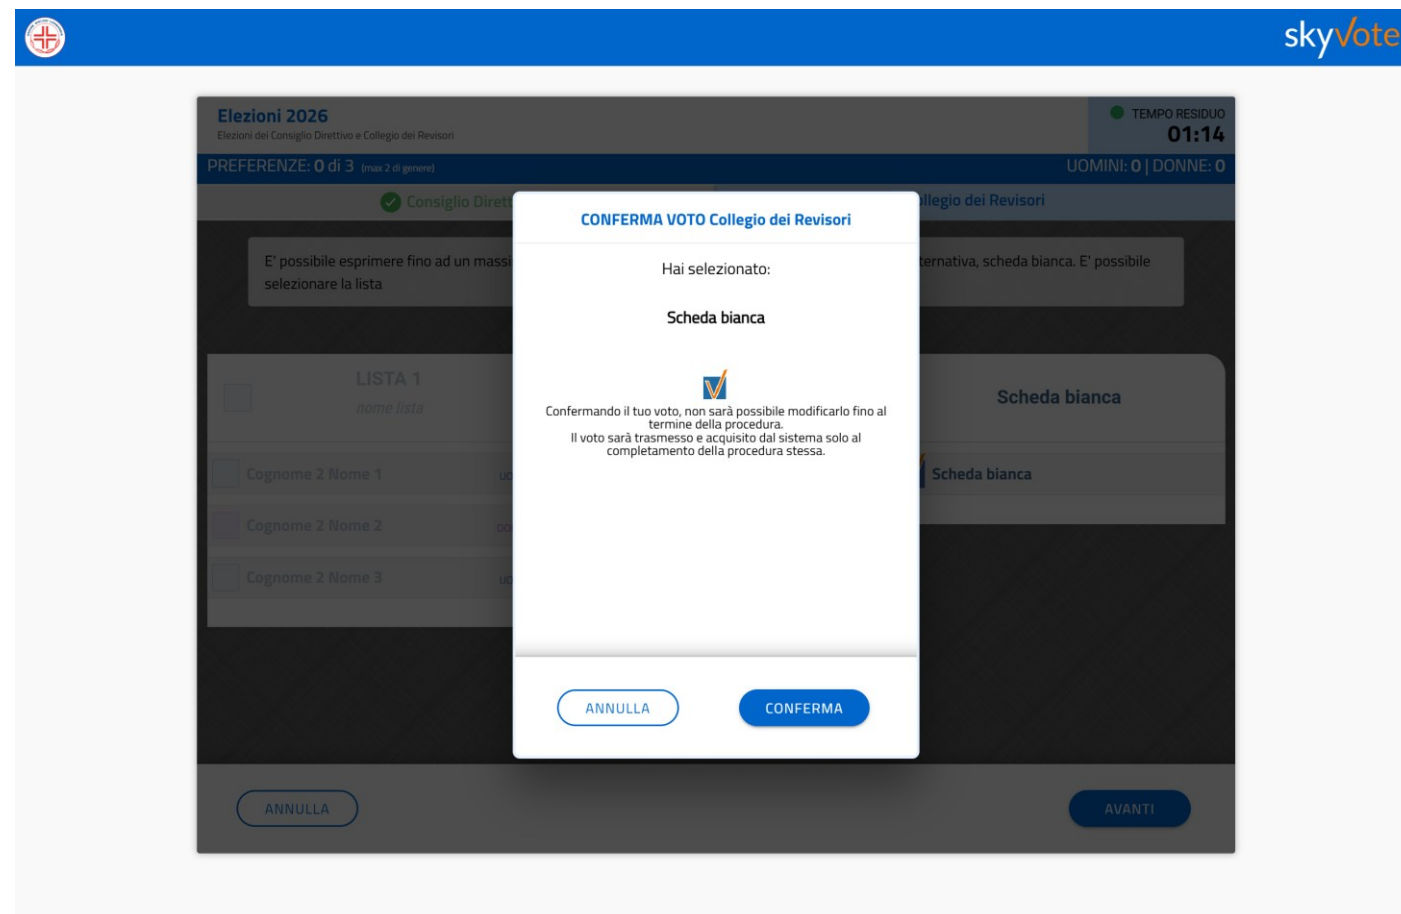 skyvote
Elezioni 2026
Elezioni dei Consiglio Direttivo e Collegio dei Revisori
TEMPO RESIDUO
01:14
PREFERENZE: 0 di 3 (max 2 di genere)
UOMINI: 0 | DONNE: 0
Consiglio Dirett
llegio dei Revisori
E' possibile esprimere fino ad un massi
ternativa, scheda bianca. E' possibile
selezionare la lista
CONFERMA VOTO Collegio dei Revisori
Hai selezionato:
Scheda bianca
Confermando il tuo voto, non sarà possibile modificarlo fino al
termine della procedura.
Il voto sarà trasmesso e acquisito dal sistema solo al
completamento della procedura stessa.
ANNULLA
CONFERMA
LISTA 1
nome lista
Cognome 2 Nome 1
UO
Cognome 2 Nome 2
DO
Cognome 2 Nome 3
UO
Scheda bianca
Scheda bianca
ANNULLA
AVANTI